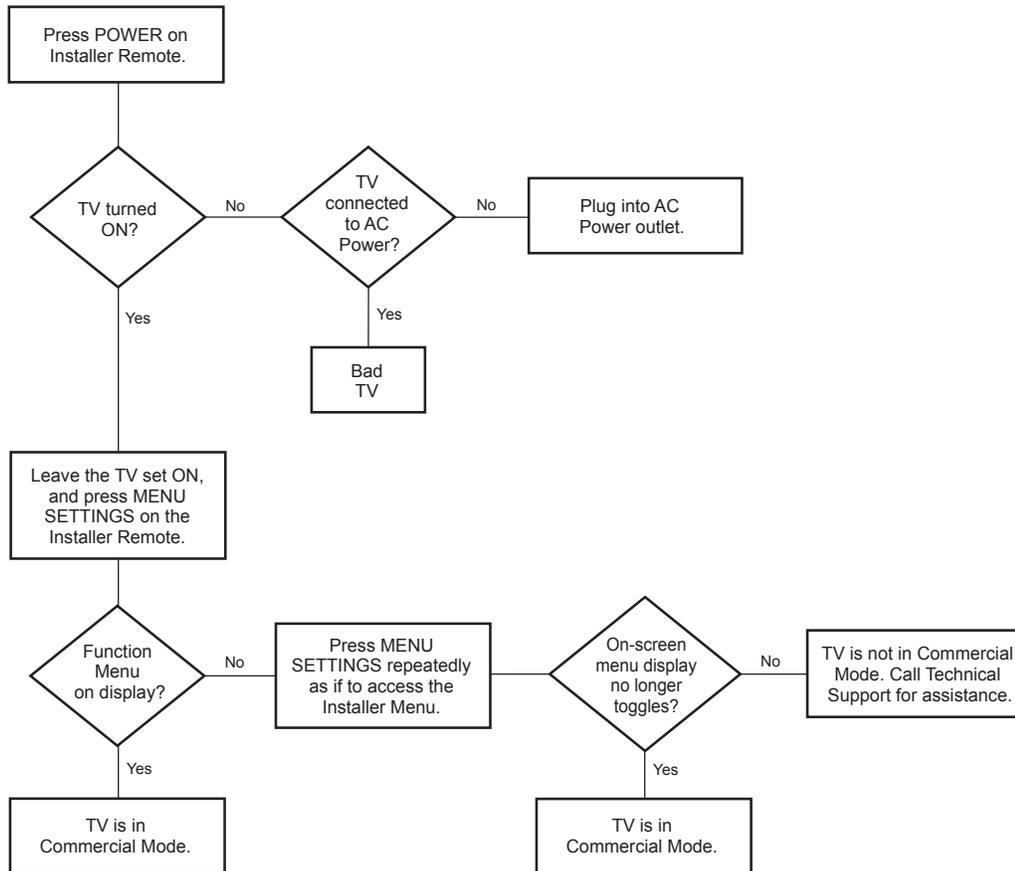 Press POWER on
Installer Remote.
TV turned
ON?
No
TV
connected
to AC
Power?
No
Plug into AC
Power outlet.
Yes
Yes
Bad
TV
Leave the TV set ON,
and press MENU
SETTINGS on the
Installer Remote.
Function
Menu
on display?
No
Press MENU
SETTINGS repeatedly
as if to access the
Installer Menu.
On-screen
menu display
no longer
toggles?
No
TV is not in Commercial
Mode. Call Technical
Support for assistance.
Yes
Yes
TV is in
Commercial Mode.
TV is in
Commercial Mode.